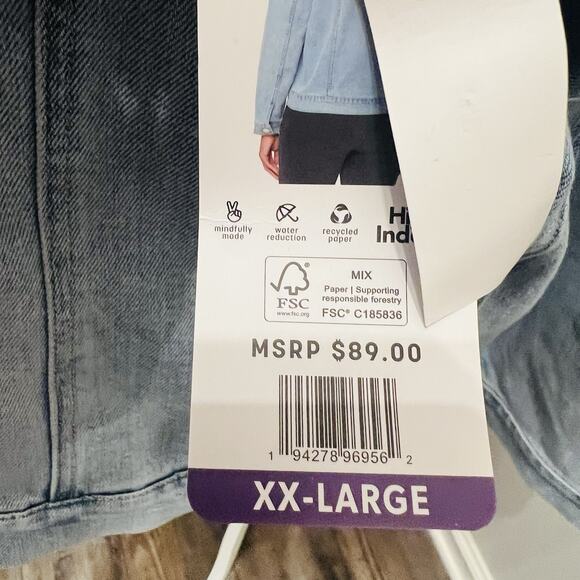 mindfully made
water reduction
recycled paper
MIX
Paper | Supporting
responsible forestry
FSC
www.fsc.org
FSC® C185836
MSRP $89.00
1 94278 96956 2
XX-LARGE